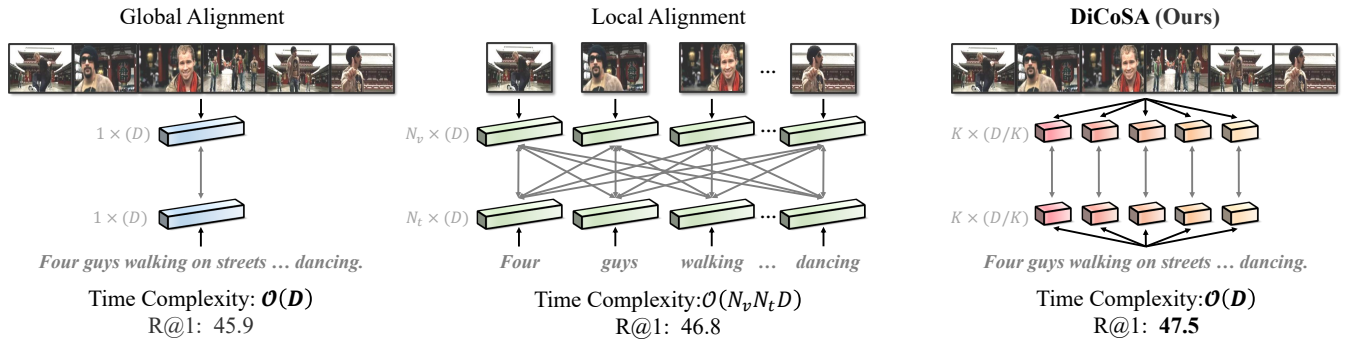 Global Alignment
1 × (D)
1 × (D)
Four guys walking on streets … dancing.
Time Complexity: 𝓞(𝑫)
R@1: 45.9
Local Alignment
...
N_v × (D)
...
N_t × (D)
...
Four guys walking … dancing
Time Complexity:𝒪(N_vN_tD)
R@1: 46.8
DiCoSA (Ours)
K × (D/K)
K × (D/K)
Four guys walking on streets … dancing.
Time Complexity:𝓞(𝑫)
R@1: 47.5